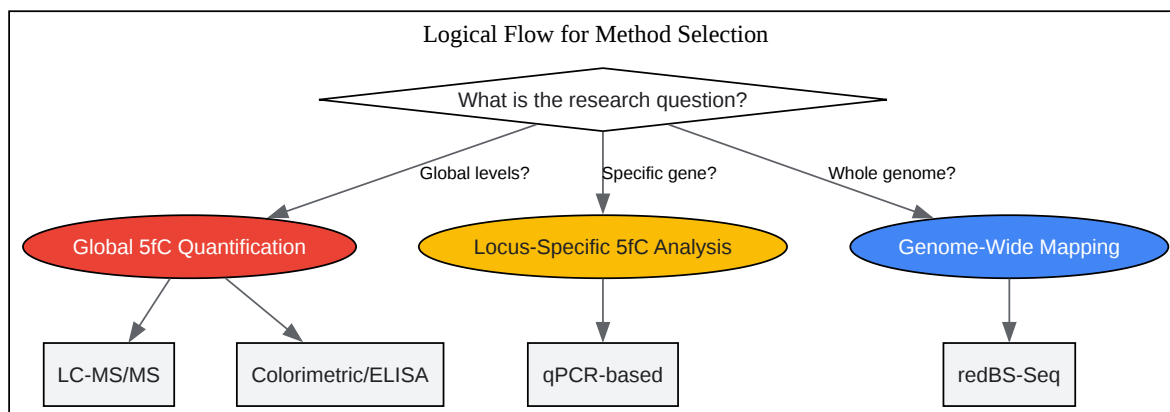 Logical Flow for Method Selection
What is the research question?
Global levels?
Specific gene?
Whole genome?
Global 5fC Quantification
Locus-Specific 5fC Analysis
Genome-Wide Mapping
LC-MS/MS
Colorimetric/ELISA
qPCR-based
redBS-Seq